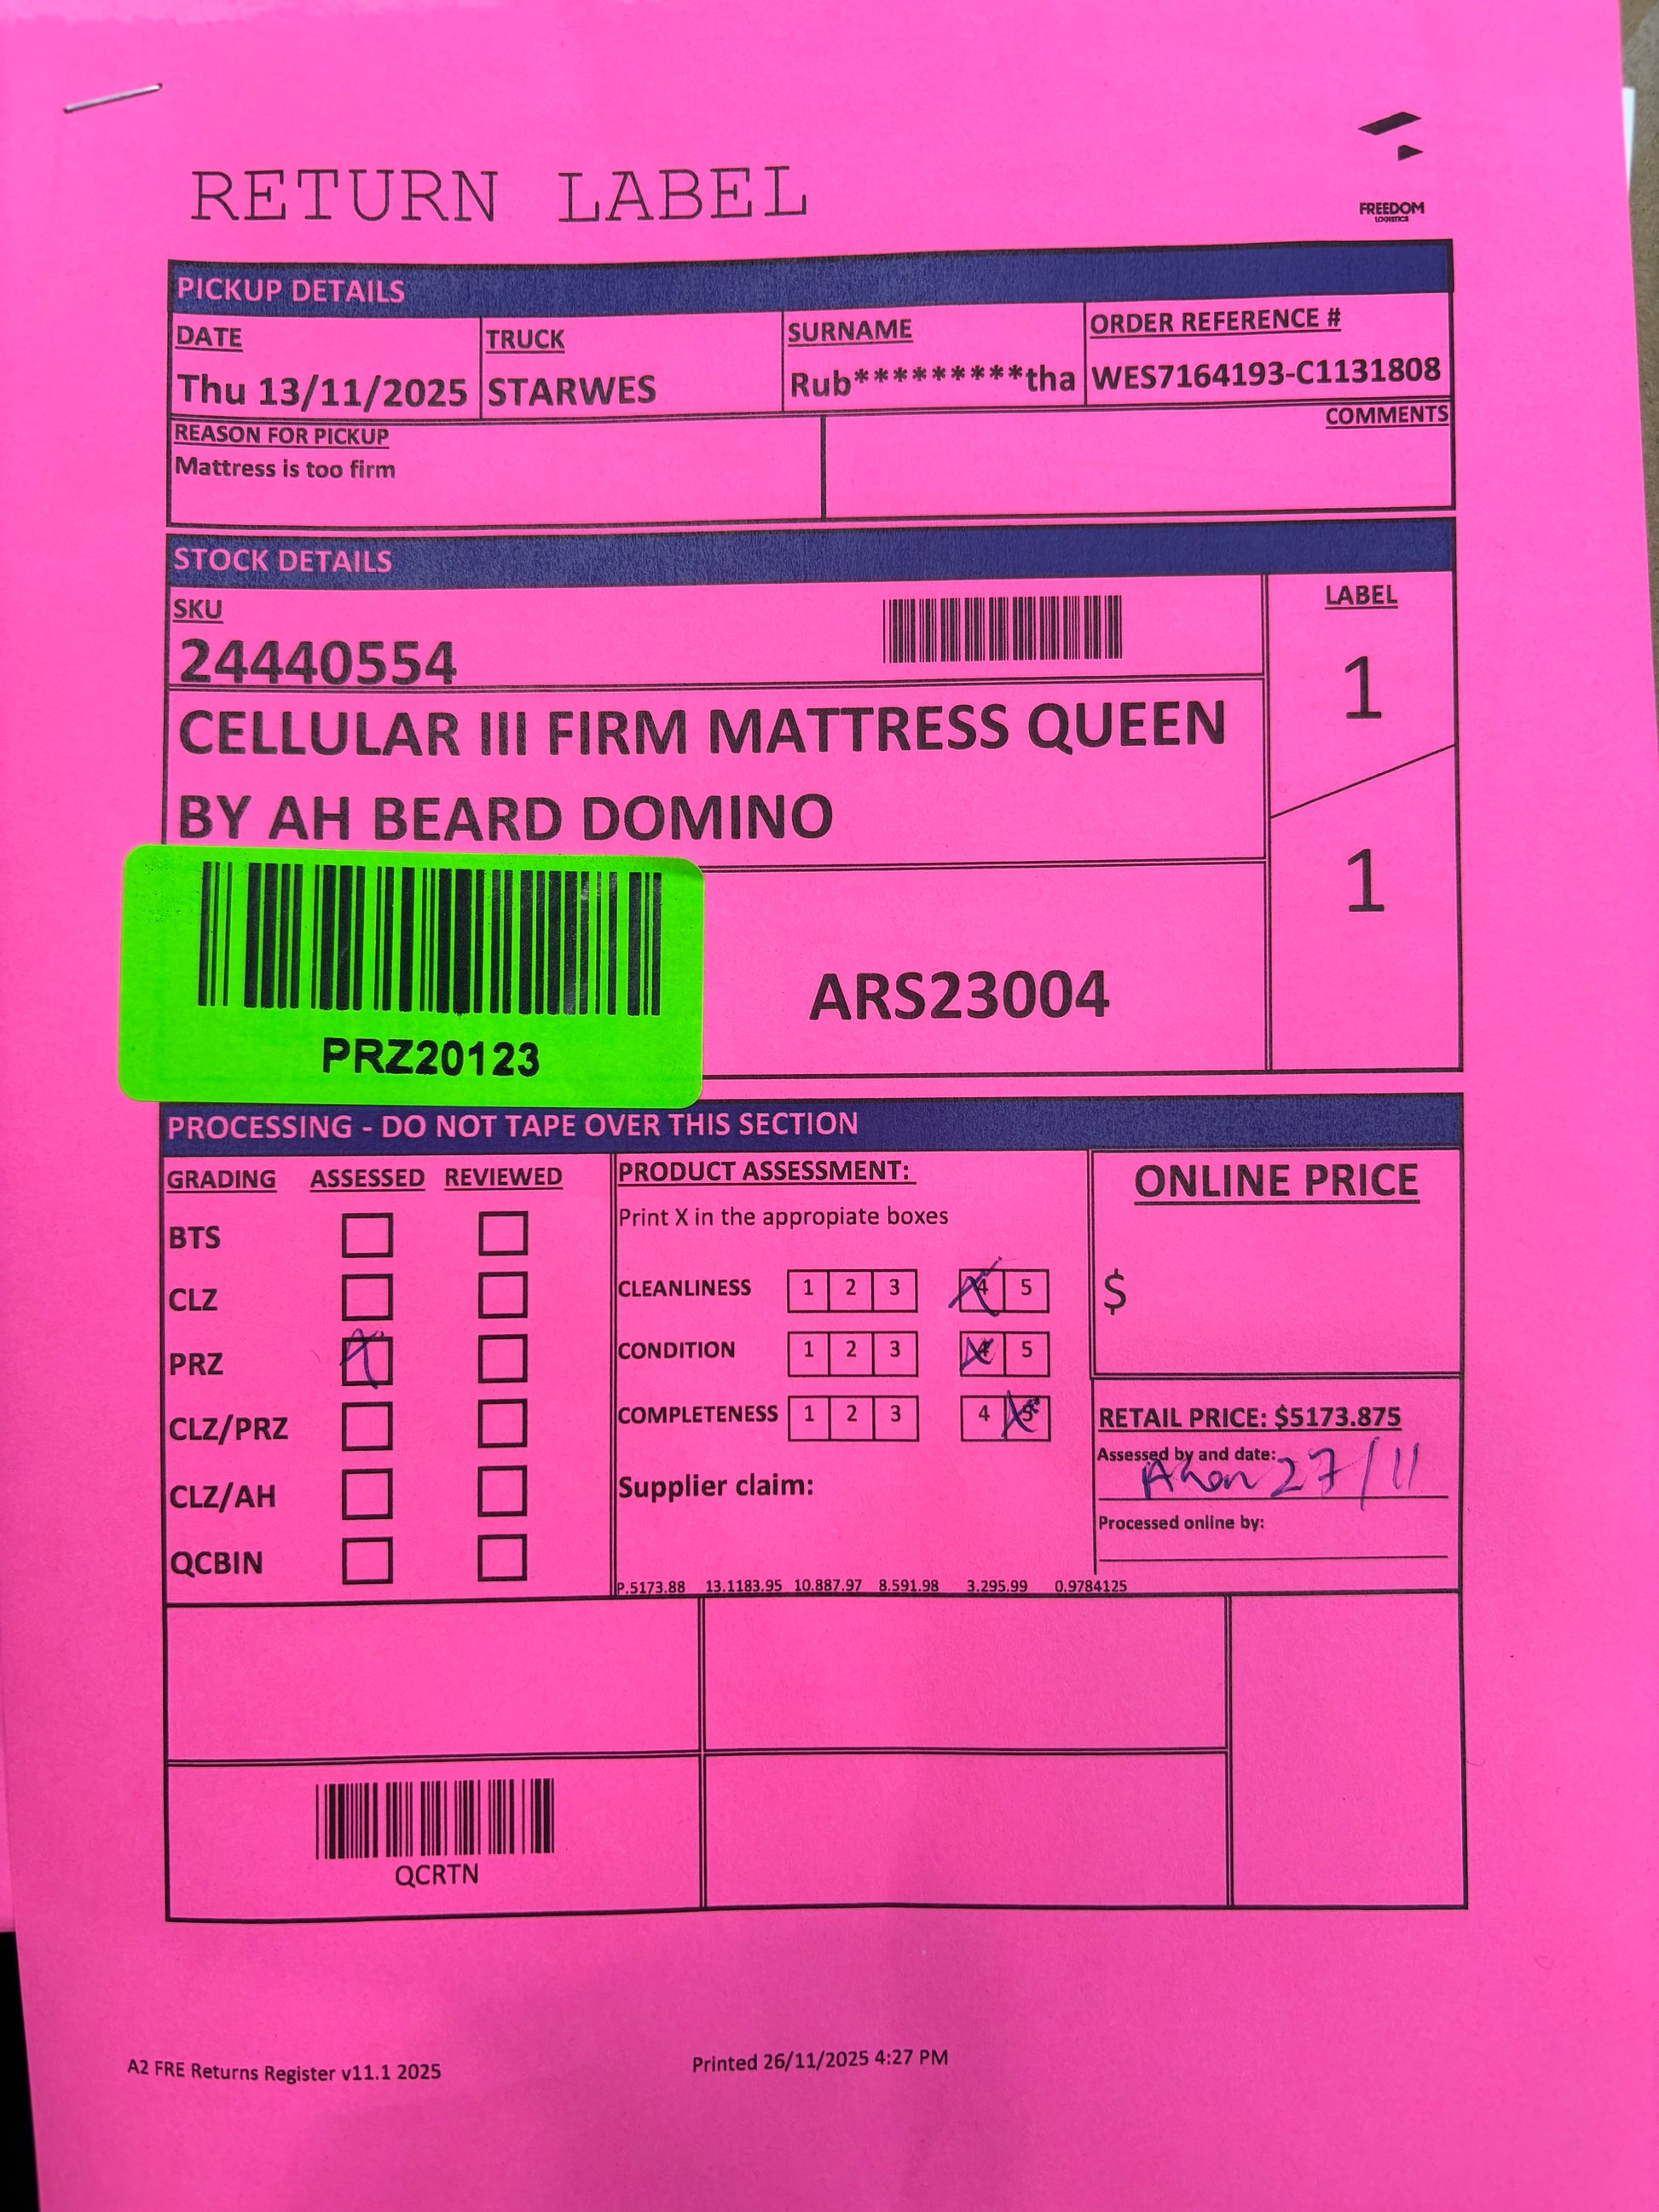 RETURN LABEL
FREEDOM
LOGISTICS
PICKUP DETAILS
DATE TRUCK SURNAME ORDER REFERENCE #
Thu 13/11/2025 STARWES Rub*********tha WES7164193-C1131808
REASON FOR PICKUP COMMENTS
Mattress is too firm
STOCK DETAILS
SKU LABEL
24440554 1
CELLULAR III FIRM MATTRESS QUEEN
BY AH BEARD DOMINO
1
ARS23004
PRZ20123
PROCESSING - DO NOT TAPE OVER THIS SECTION
GRADING ASSESSED REVIEWED PRODUCT ASSESSMENT: ONLINE PRICE
Print X in the appropiate boxes
BTS
CLEANLINESS 1 2 3 4 5 $
CLZ
CONDITION 1 2 3 4 5
PRZ X
COMPLETENESS 1 2 3 4 5 RETAIL PRICE: $5173.875
CLZ/PRZ
Assessed by and date:
27/11
Supplier claim:
CLZ/AH
Processed online by:
QCBIN
P.5173.88 13.1183.95 10.887.97 8.591.98 3.295.99 0.9784125
QCRTN
A2 FRE Returns Register v11.1 2025 Printed 26/11/2025 4:27 PM